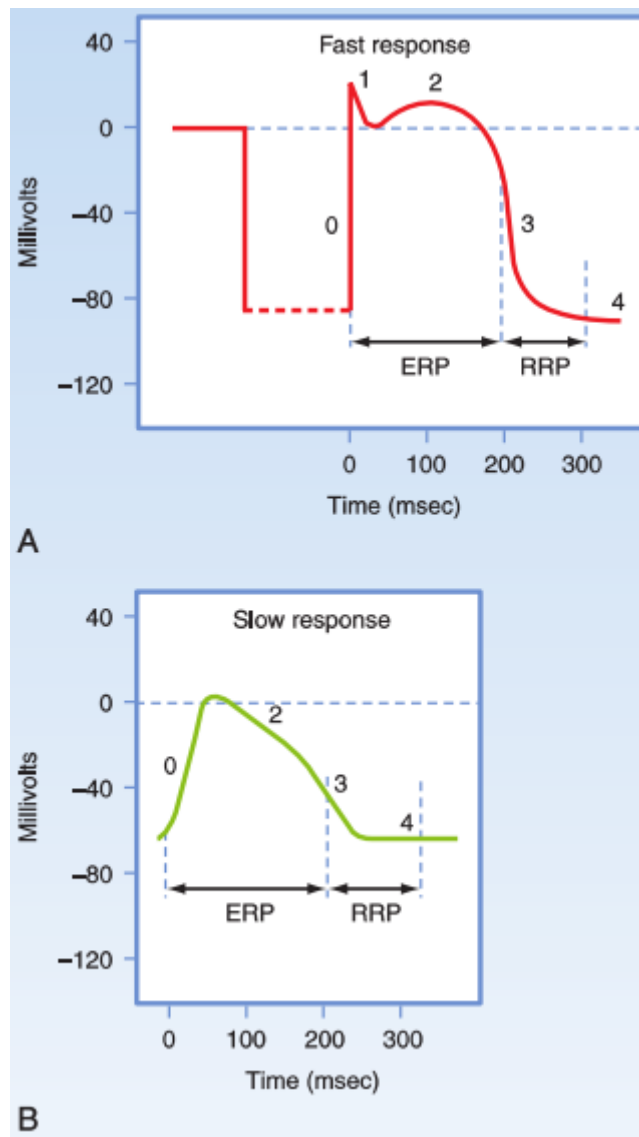 40
0
−40
−80
−120
Millivolts
Fast response
1
2
0
3
4
ERP
RRP
0
100
200
300
Time (msec)
A
40
0
−40
−80
−120
Millivolts
Slow response
0
2
3
4
ERP
RRP
0
100
200
300
Time (msec)
B